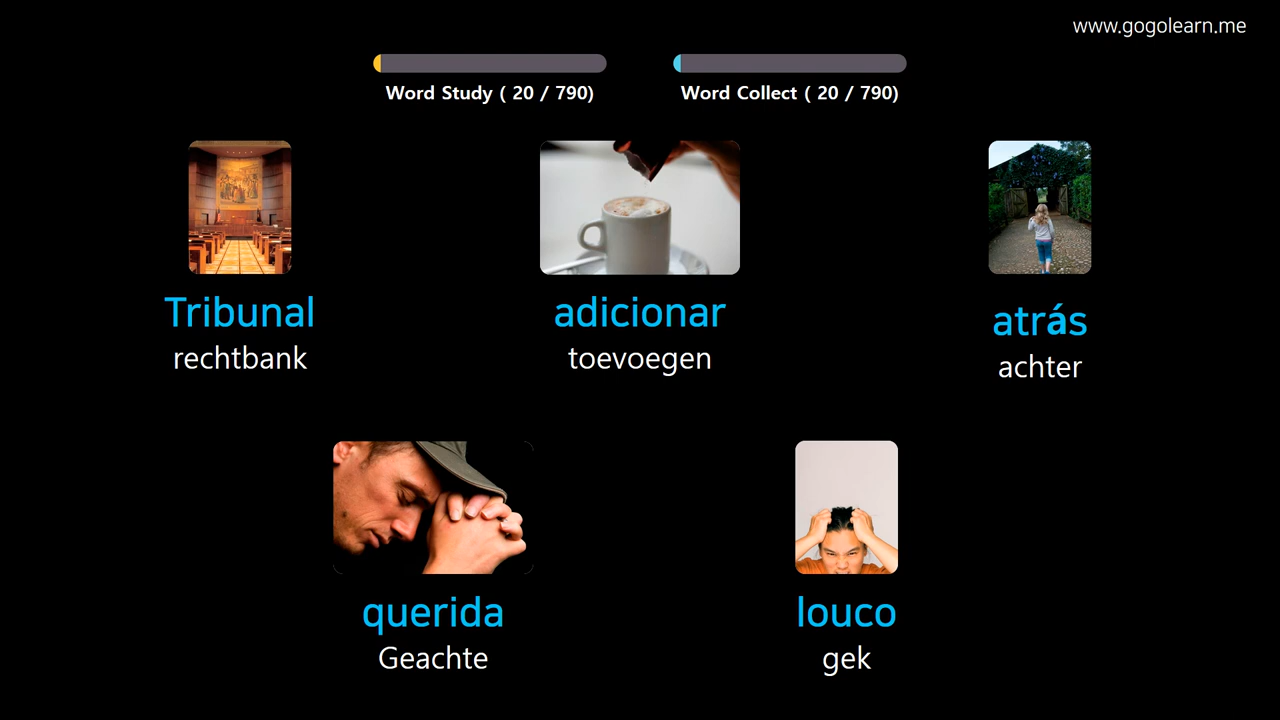 www.gogolearn.me
Word Study ( 20 / 790)
Word Collect ( 20 / 790)
Tribunal
rechtbank
adicionar
toevoegen
atrás
achter
querida
Geachte
louco
gek